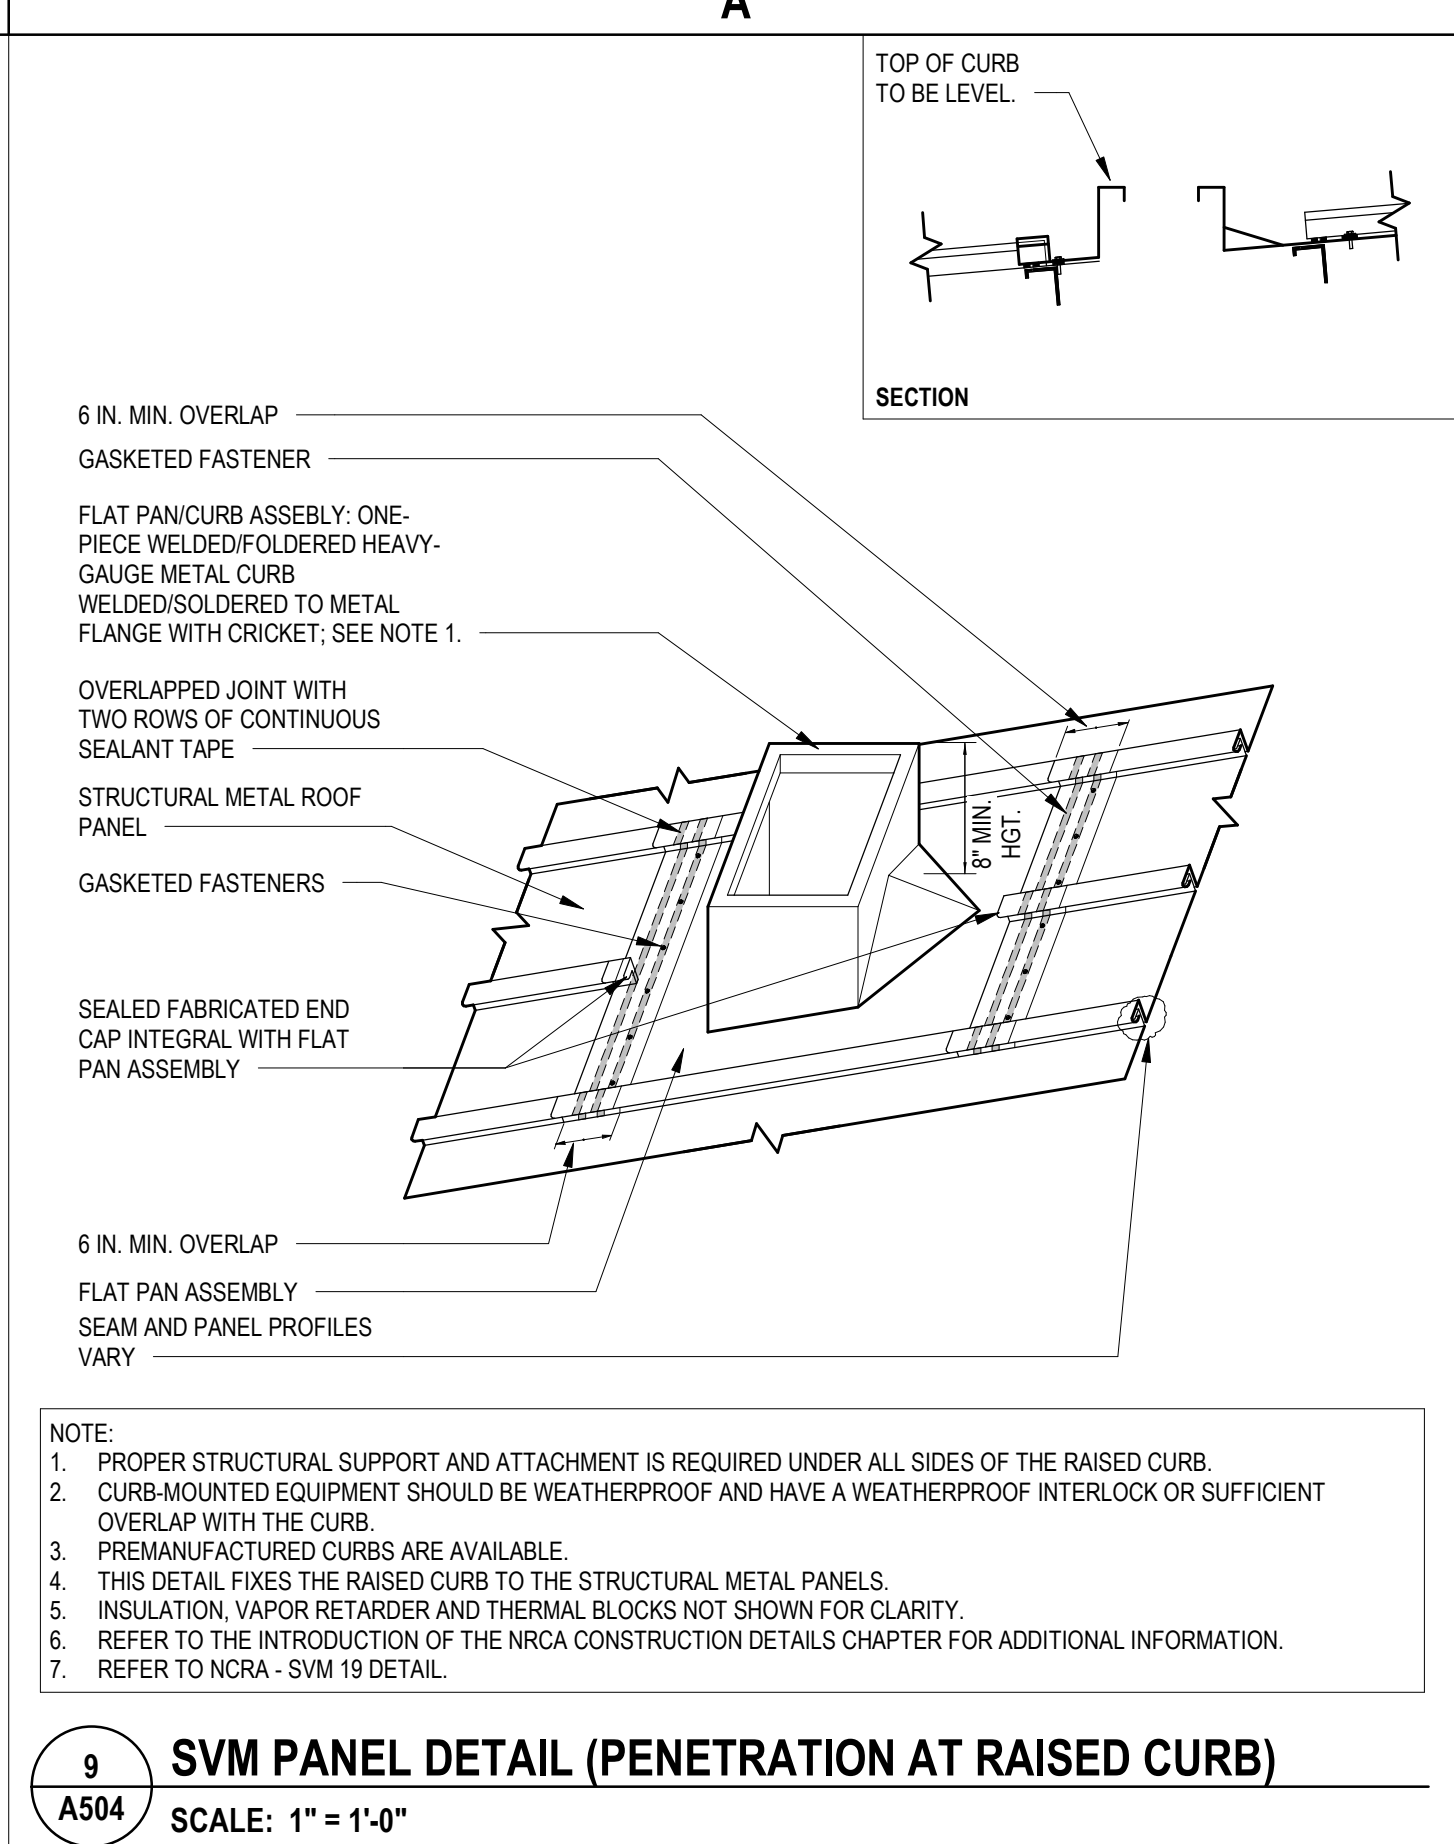 A
TOP OF CURB
TO BE LEVEL.
SECTION
6 IN. MIN. OVERLAP
GASKETED FASTENER
FLAT PAN/CURB ASSEBLY: ONE-
PIECE WELDED/FOLDERED HEAVY-
GAUGE METAL CURB
WELDED/SOLDERED TO METAL
FLANGE WITH CRICKET; SEE NOTE 1.
OVERLAPPED JOINT WITH
TWO ROWS OF CONTINUOUS
SEALANT TAPE
STRUCTURAL METAL ROOF
PANEL
GASKETED FASTENERS
8" MIN.
HGT.
SEALED FABRICATED END
CAP INTEGRAL WITH FLAT
PAN ASSEMBLY
6 IN. MIN. OVERLAP
FLAT PAN ASSEMBLY
SEAM AND PANEL PROFILES
VARY
NOTE:
1. PROPER STRUCTURAL SUPPORT AND ATTACHMENT IS REQUIRED UNDER ALL SIDES OF THE RAISED CURB.
2. CURB-MOUNTED EQUIPMENT SHOULD BE WEATHERPROOF AND HAVE A WEATHERPROOF INTERLOCK OR SUFFICIENT
OVERLAP WITH THE CURB.
3. PREMANUFACTURED CURBS ARE AVAILABLE.
4. THIS DETAIL FIXES THE RAISED CURB TO THE STRUCTURAL METAL PANELS.
5. INSULATION, VAPOR RETARDER AND THERMAL BLOCKS NOT SHOWN FOR CLARITY.
6. REFER TO THE INTRODUCTION OF THE NRCA CONSTRUCTION DETAILS CHAPTER FOR ADDITIONAL INFORMATION.
7. REFER TO NCRA - SVM 19 DETAIL.
9
A504
SVM PANEL DETAIL (PENETRATION AT RAISED CURB)
SCALE: 1" = 1'-0"